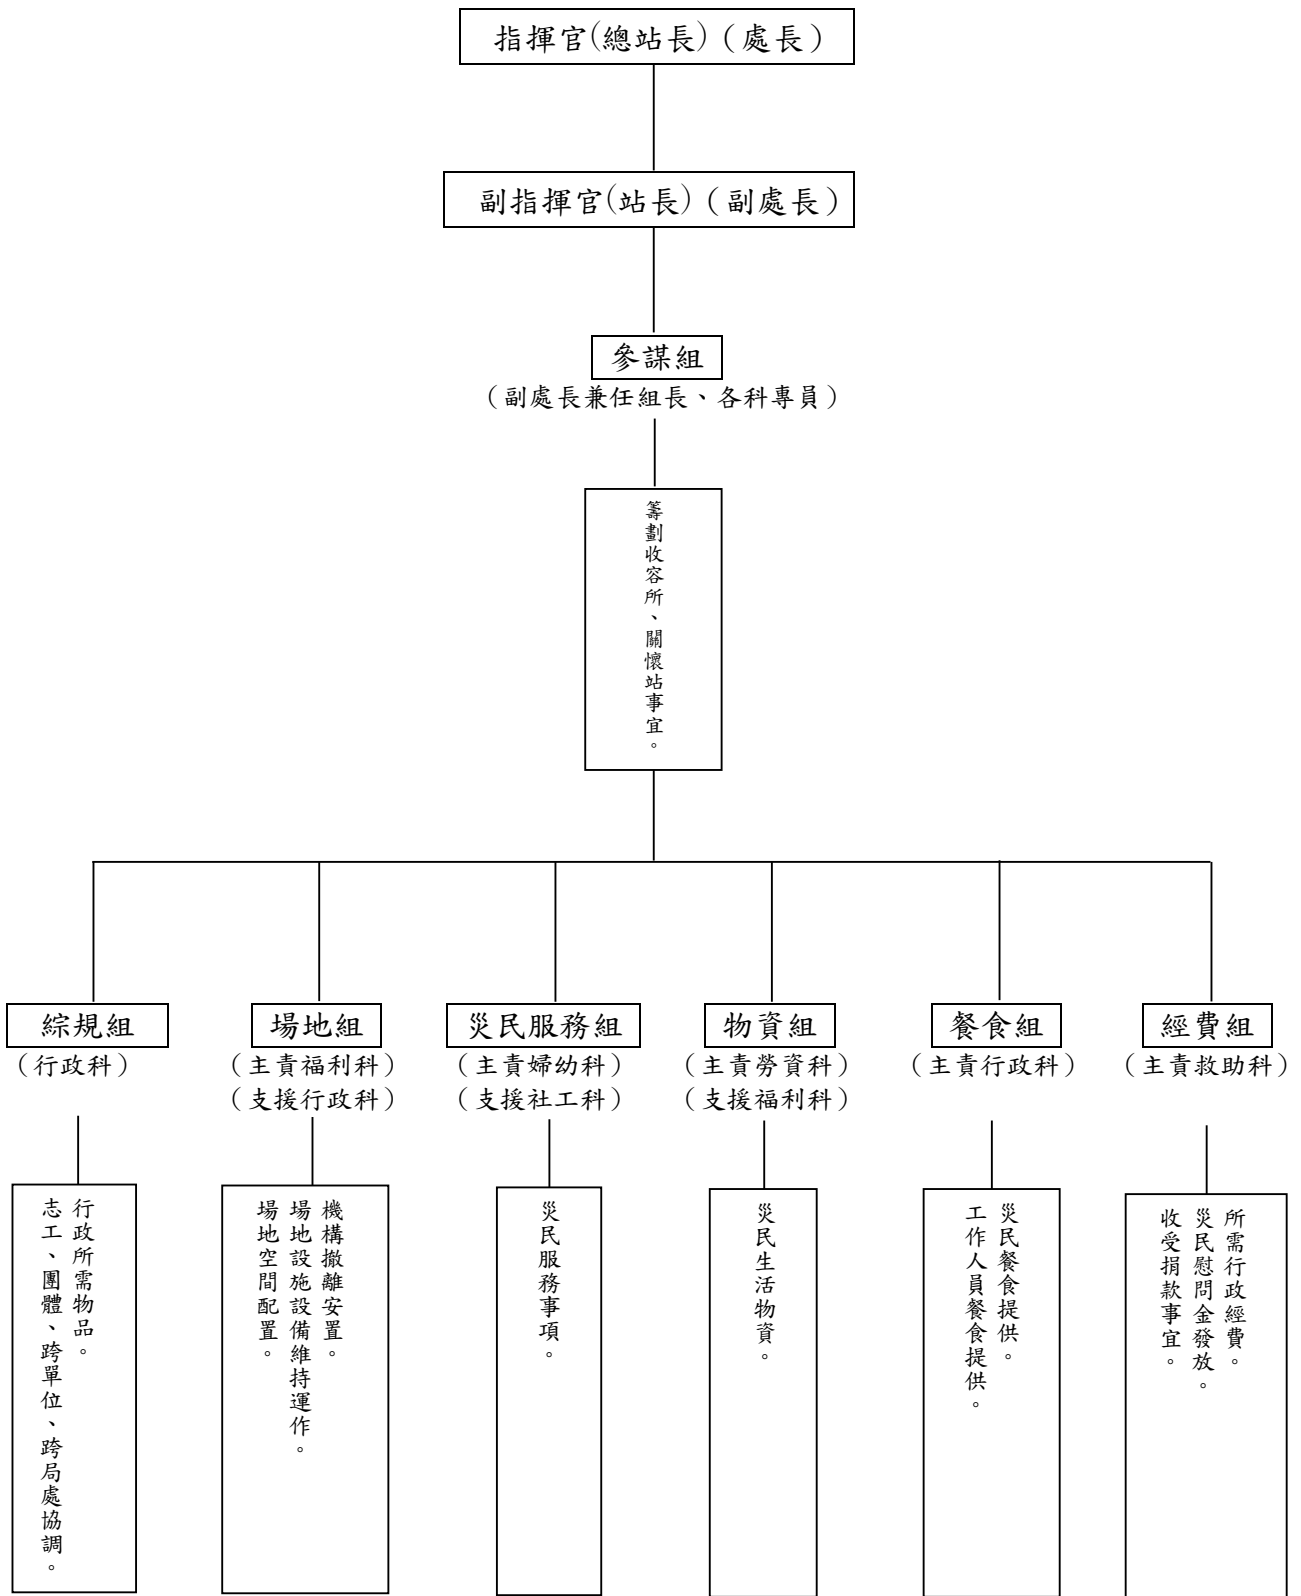 指揮官(總站長)（處長）
副指揮官(站長)（副處長）
參謀組
（副處長兼任組長、各科專員）
籌劃收容所、關懷站事宜。
綜規組
（行政科）
行政所需物品。
志工、團體、跨單位、跨局處協調。
場地組
（主責福利科）
（支援行政科）
機構撤離安置。
場地設施設備維持運作。
場地空間配置。
災民服務組
（主責婦幼科）
（支援社工科）
災民服務事項。
物資組
（主責勞資科）
（支援福利科）
災民生活物資。
餐食組
（主責行政科）
災民餐食提供。
工作人員餐食提供。
經費組
（主責救助科）
所需行政經費。
災民慰問金發放。
收受捐款事宜。